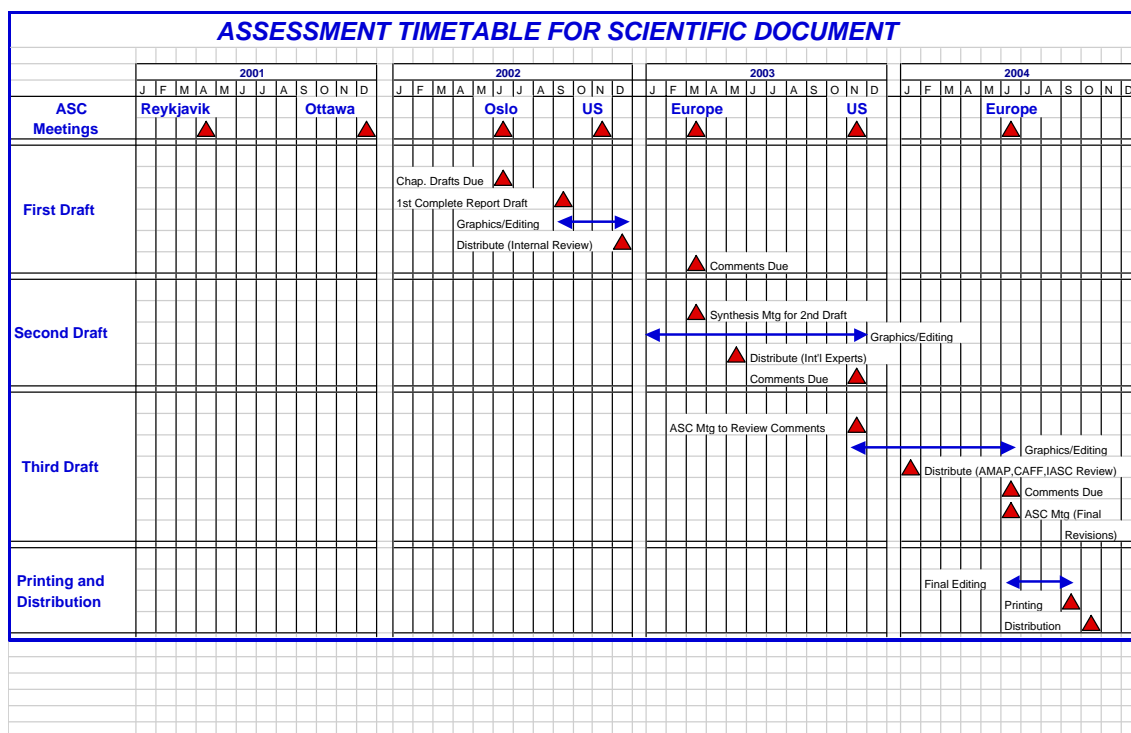 ASSESSMENT TIMETABLE FOR SCIENTIFIC DOCUMENT
2001 2002 2003 2004
J F M A M J J A S O N D J F M A M J J A S O N D J F M A M J J A S O N D J F M A M J J A S O N D
ASC Meetings
Reykjavik Ottawa Oslo US Europe US Europe
First Draft
Chap. Drafts Due
1st Complete Report Draft
Graphics/Editing
Distribute (Internal Review)
Comments Due
Second Draft
Synthesis Mtg for 2nd Draft
Graphics/Editing
Distribute (Int'l Experts)
Comments Due
Third Draft
ASC Mtg to Review Comments
Graphics/Editing
Distribute (AMAP,CAFF,IASC Review)
Comments Due
ASC Mtg (Final
Revisions)
Printing and
Distribution
Final Editing
Printing
Distribution